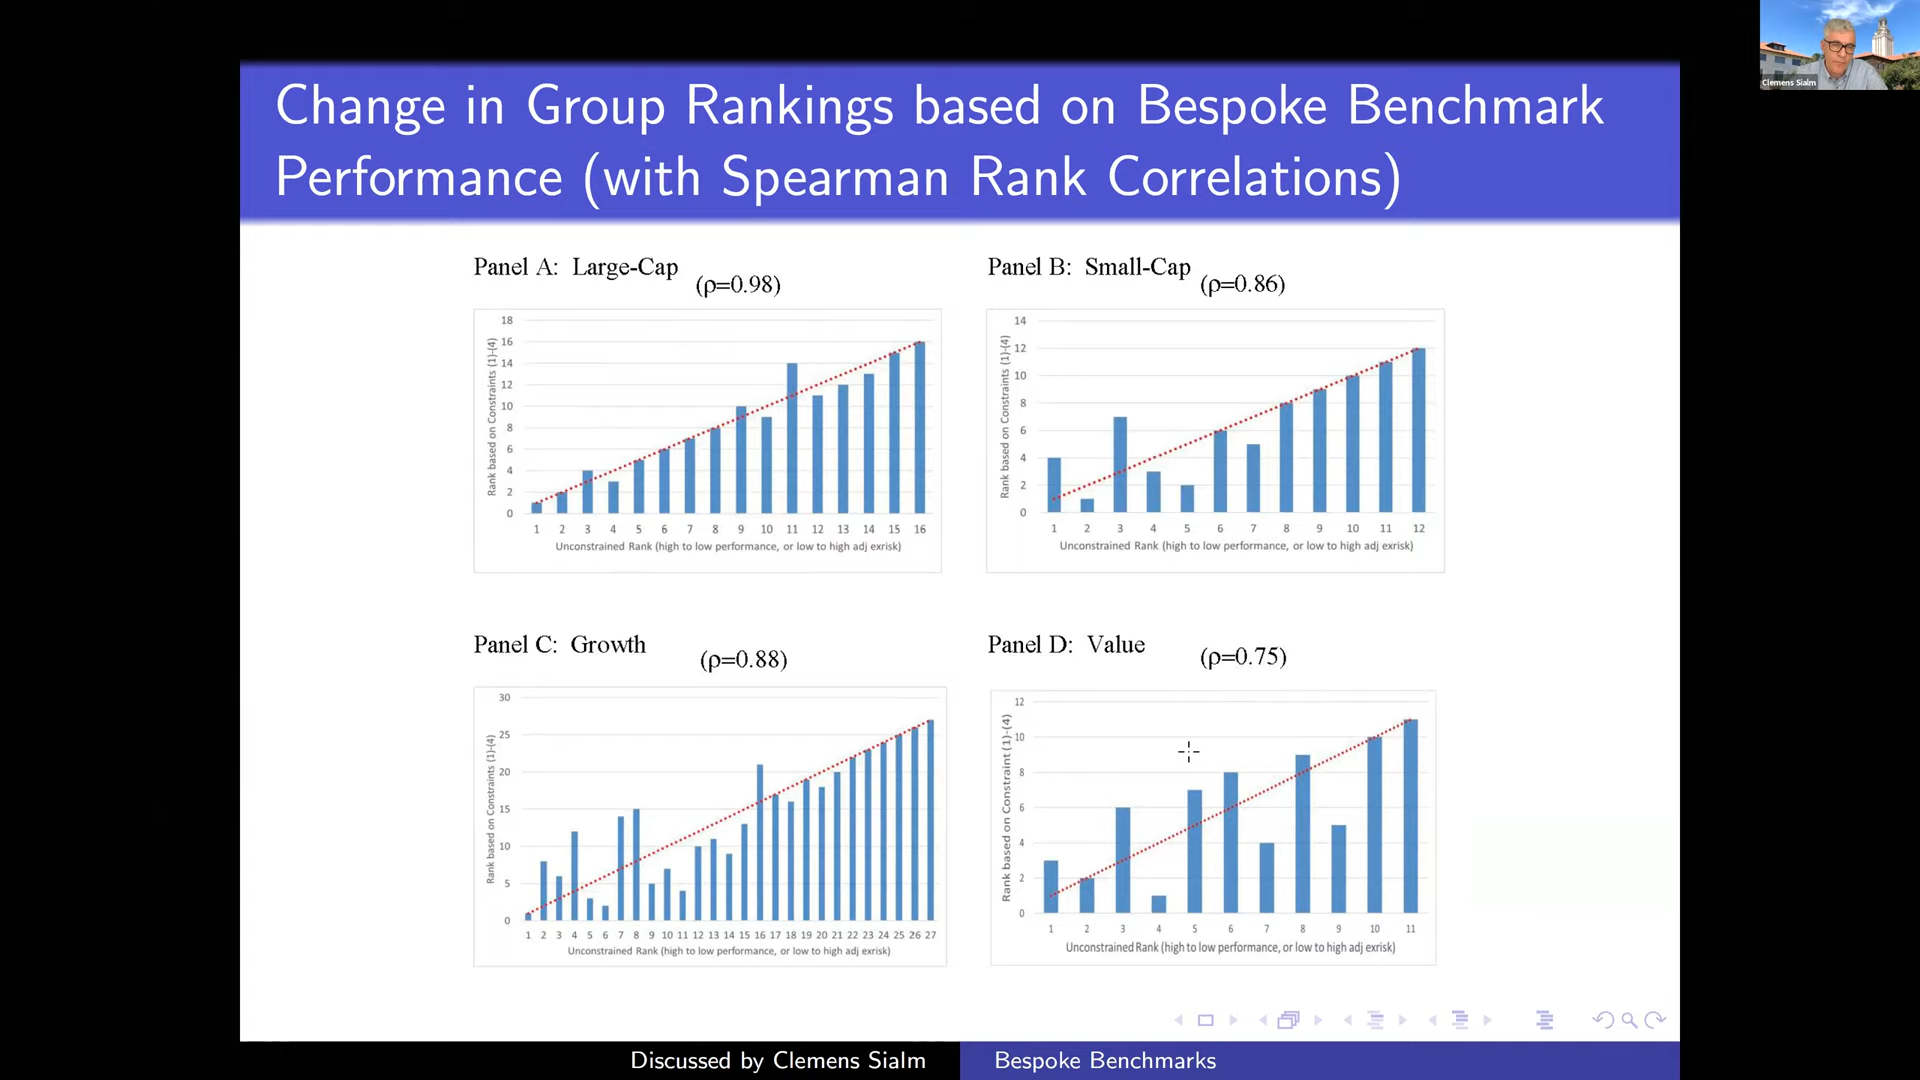 Clemens Sialm
Change in Group Rankings based on Bespoke Benchmark
Performance (with Spearman Rank Correlations)
Panel A: Large-Cap
(ρ=0.98)
18
16
14
12
10
8
6
4
2
0
Rank based on Constraints (1)-(4)
1 2 3 4 5 6 7 8 9 10 11 12 13 14 15 16
Unconstrained Rank (high to low performance, or low to high adj exrisk)
Panel B: Small-Cap
(ρ=0.86)
14
12
10
8
6
4
2
0
Rank based on Constraints (1)-(4)
1 2 3 4 5 6 7 8 9 10 11 12
Unconstrained Rank (high to low performance, or low to high adj exrisk)
Panel C: Growth
(ρ=0.88)
30
25
20
15
10
5
0
Rank based on Constraints (1)-(4)
1 2 3 4 5 6 7 8 9 10 11 12 13 14 15 16 17 18 19 20 21 22 23 24 25 26 27
Unconstrained Rank (high to low performance, or low to high adj exrisk)
Panel D: Value
(ρ=0.75)
12
10
8
6
4
2
0
Rank based on Constraint (1)-(4)
1 2 3 4 5 6 7 8 9 10 11
Unconstrained Rank (high to low performance, or low to high adj exrisk)
Discussed by Clemens Sialm
Bespoke Benchmarks